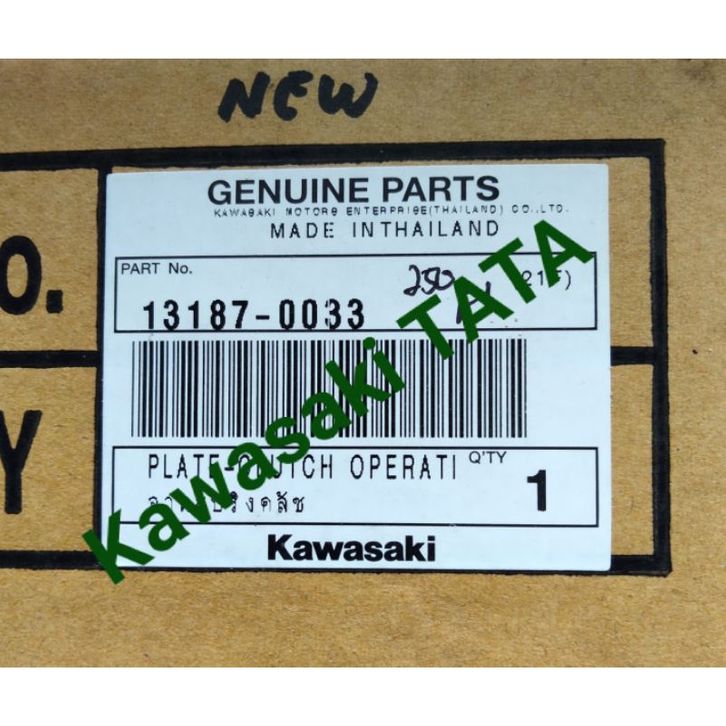 NEW
GENUINE PARTS
KAWASAKI MOTORS ENTERPRISE(THAILAND) CO.,LTD.
MADE INTHAILAND
O.
PART No.
250
13187-0033
Kawasaki TATA
Y
PLATE-CLUTCH OPERATI
Q'TY
1
Kawasaki